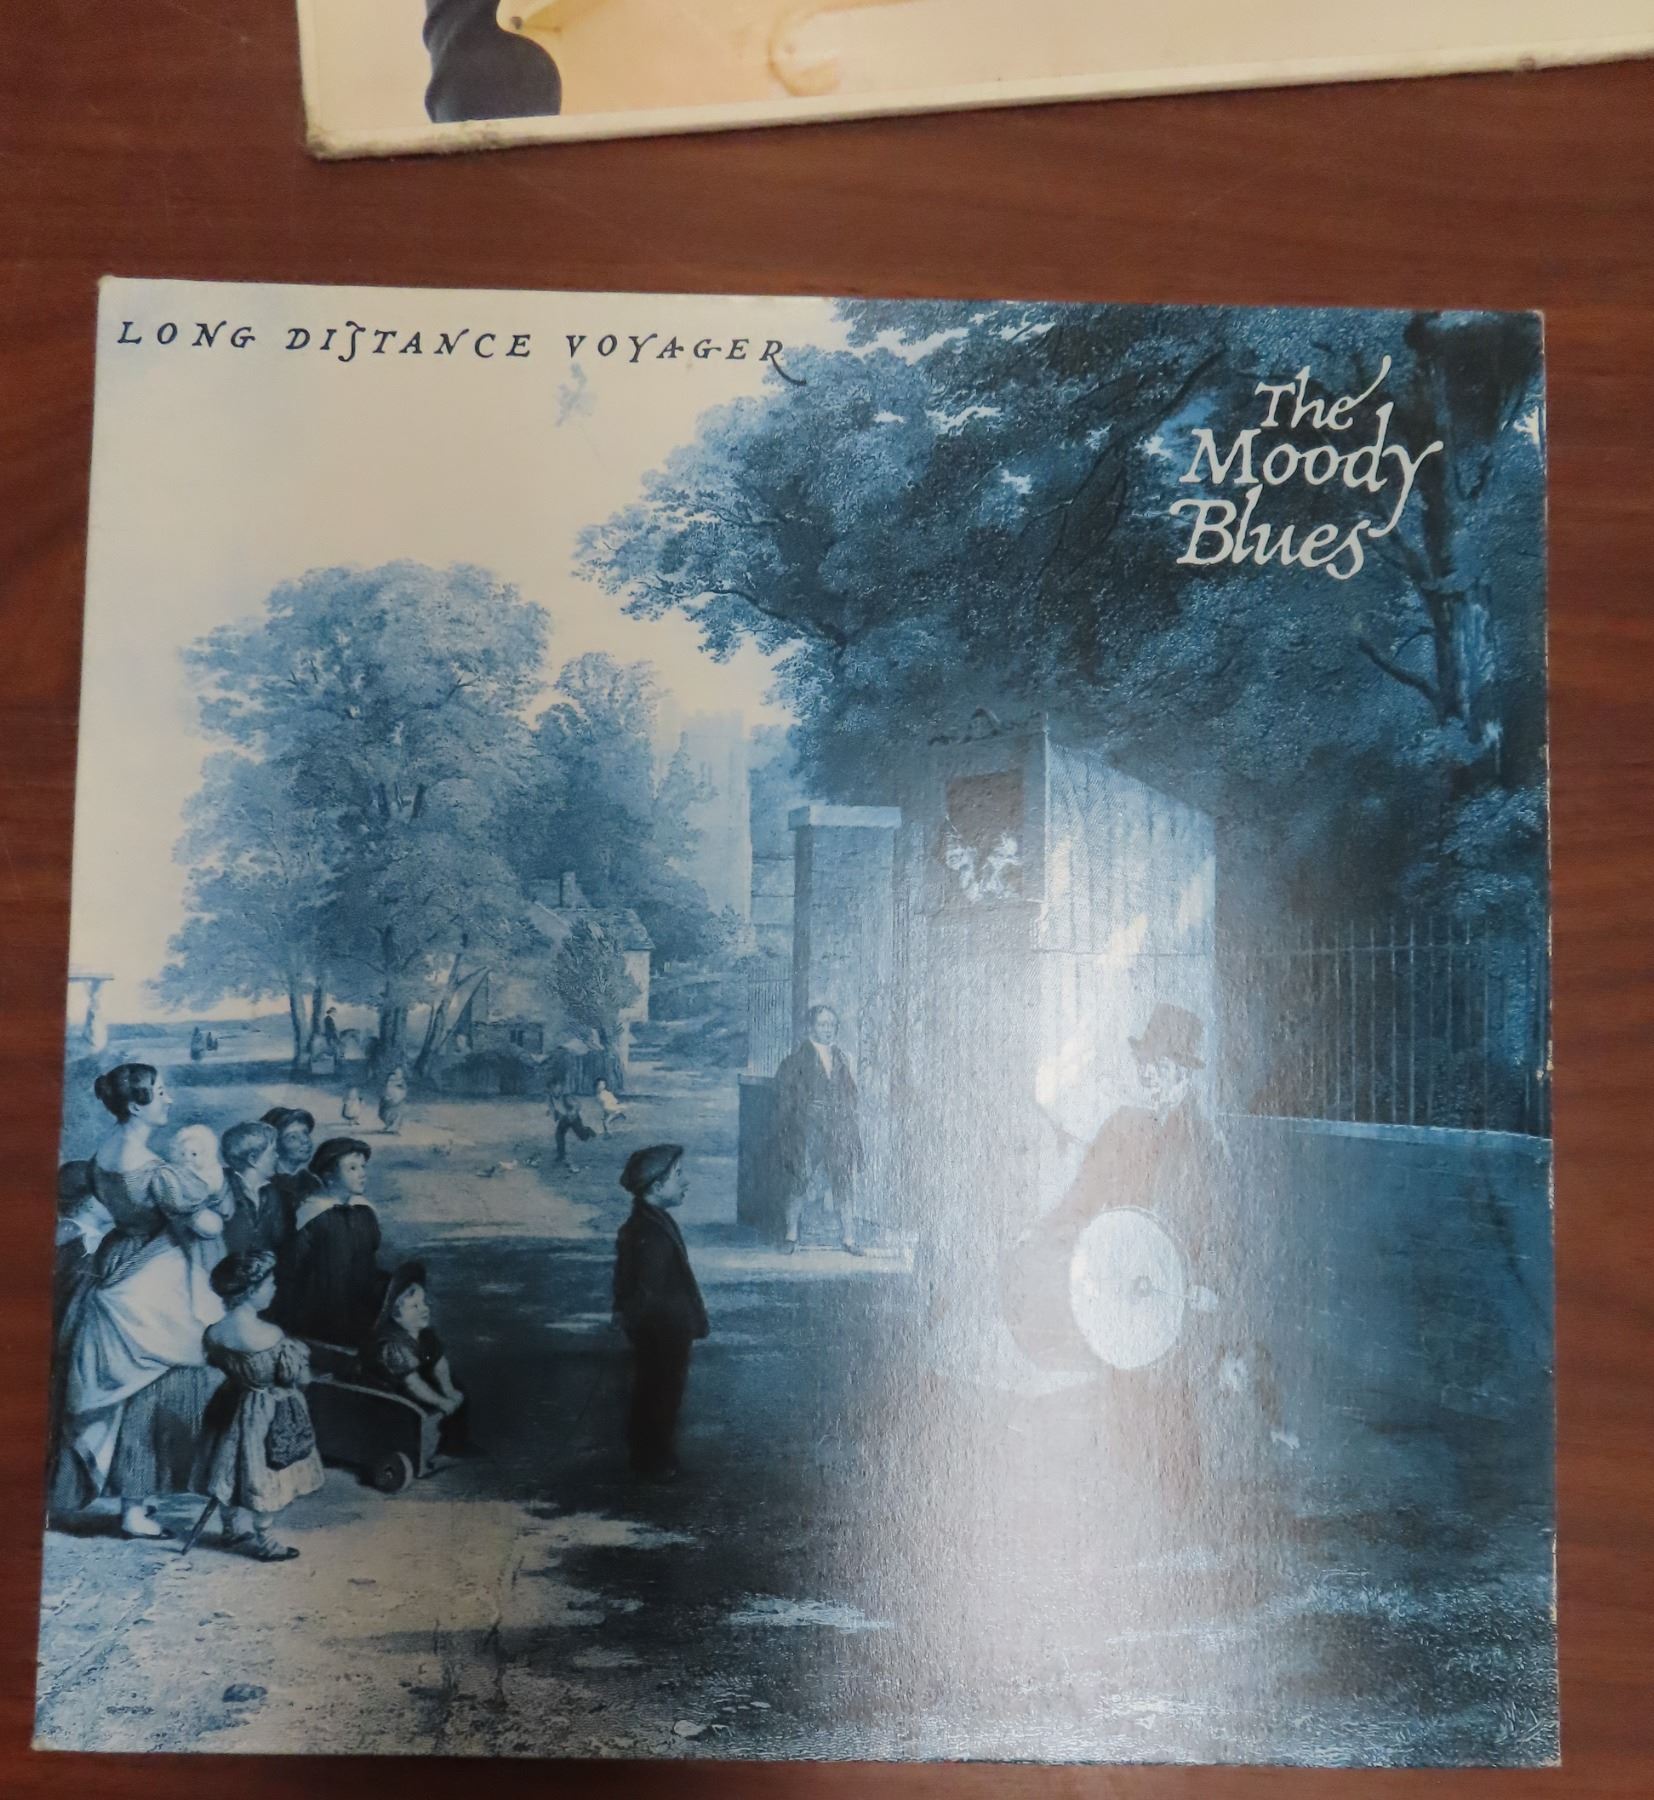 LONG DISTANCE VOYAGER
The
Moody
Blues